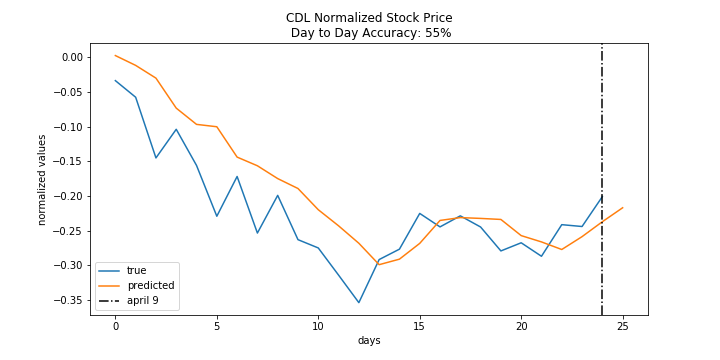 CDL Normalized Stock Price
Day to Day Accuracy: 55%
normalized values
0.00
−0.05
−0.10
−0.15
−0.20
−0.25
−0.30
−0.35
true
predicted
april 9
0 5 10 15 20 25
days